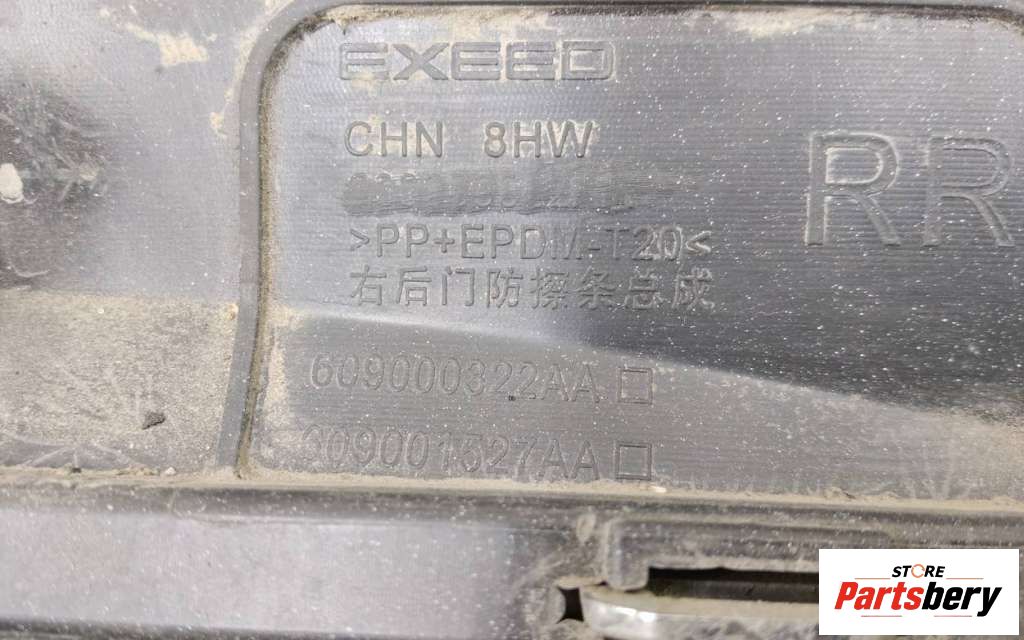 EXEED
CHN 8HW
RR
>PP+EPDM-T20<
右后门防擦条总成
609000322AA
609001527AA
STORE
Partsbery